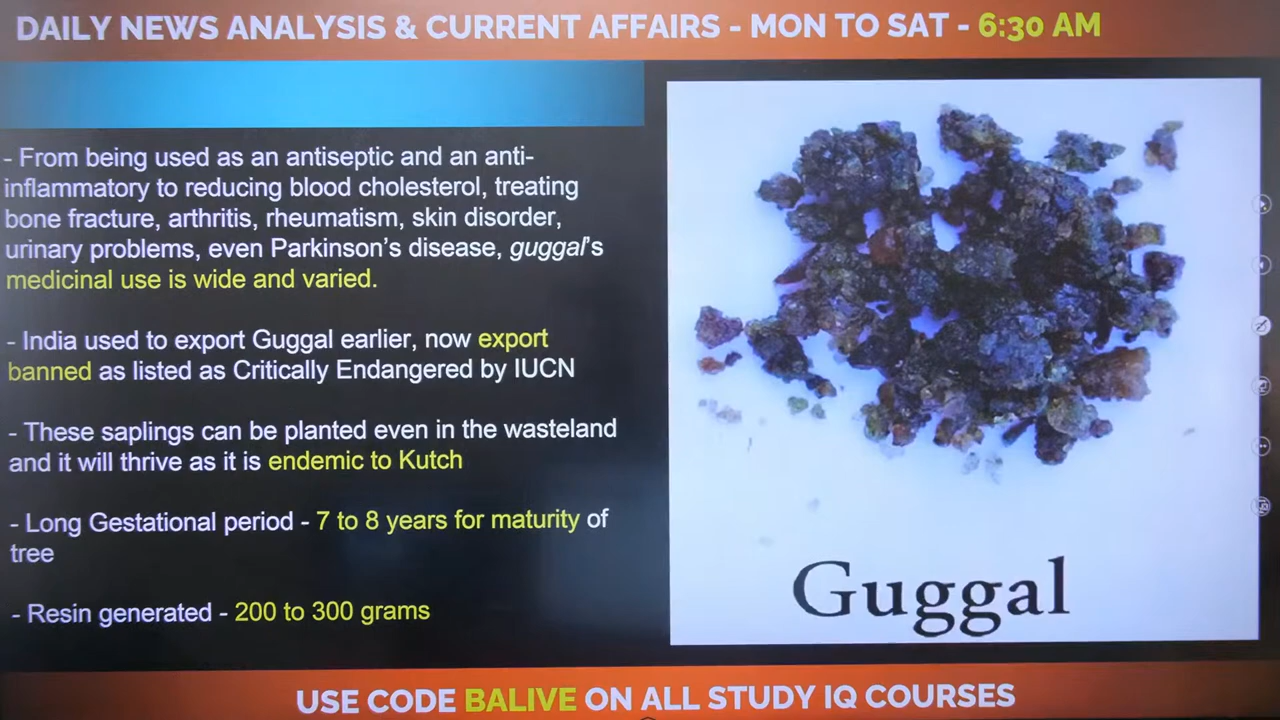 DAILY NEWS ANALYSIS & CURRENT AFFAIRS - MON TO SAT - 6:30 AM
- From being used as an antiseptic and an anti-
inflammatory to reducing blood cholesterol, treating
bone fracture, arthritis, rheumatism, skin disorder,
urinary problems, even Parkinson's disease, guggal's
medicinal use is wide and varied.
- India used to export Guggal earlier, now export
banned as listed as Critically Endangered by IUCN
- These saplings can be planted even in the wasteland
and it will thrive as it is endemic to Kutch
- Long Gestational period - 7 to 8 years for maturity of
tree
- Resin generated - 200 to 300 grams
Guggal
USE CODE BALIVE ON ALL STUDY IQ COURSES